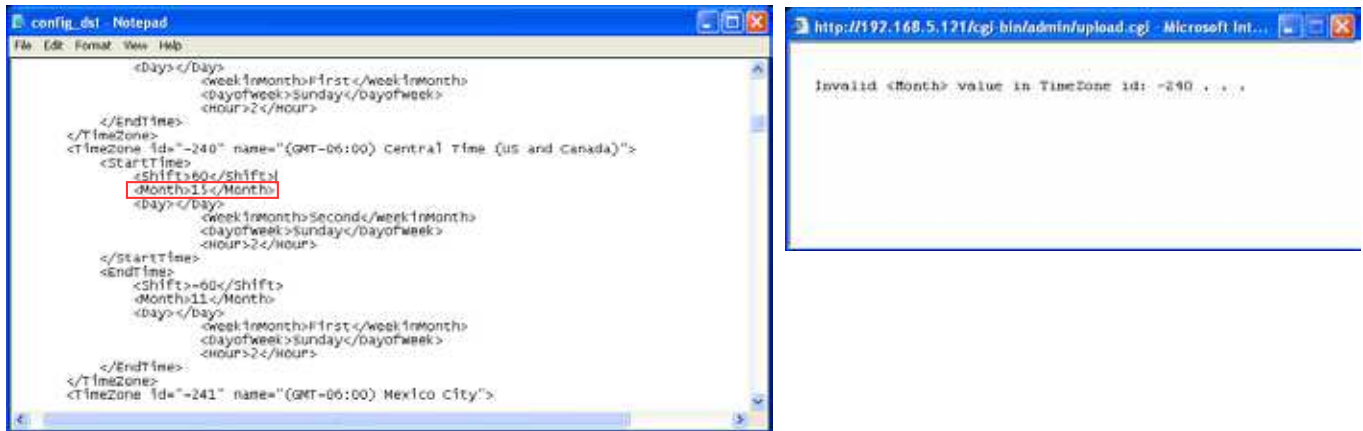 config_dst - Notepad
File Edit Format View Help
<Day></Day>
<WeekInMonth>First</WeekInMonth>
<DayofWeek>Sunday</DayofWeek>
<Hour>2</Hour>
</EndTime>
</TimeZone>
<TimeZone id="-240" name="(GMT-06:00) Central Time (US and Canada)">
<StartTime>
<Shift>60</Shift>
<Month>15</Month>
<Day></Day>
<WeekInMonth>Second</WeekInMonth>
<DayofWeek>Sunday</DayofWeek>
<Hour>2</Hour>
</StartTime>
<EndTime>
<Shift>-60</Shift>
<Month>11</Month>
<Day></Day>
<WeekInMonth>First</WeekInMonth>
<DayofWeek>Sunday</DayofWeek>
<Hour>2</Hour>
</EndTime>
</TimeZone>
<TimeZone id="-241" name="(GMT-06:00) Mexico City">
http://192.168.5.121/cgi-bin/admin/upload.cgi - Microsoft Int...
Invalid <Month> value in TimeZone id: -240 . . .